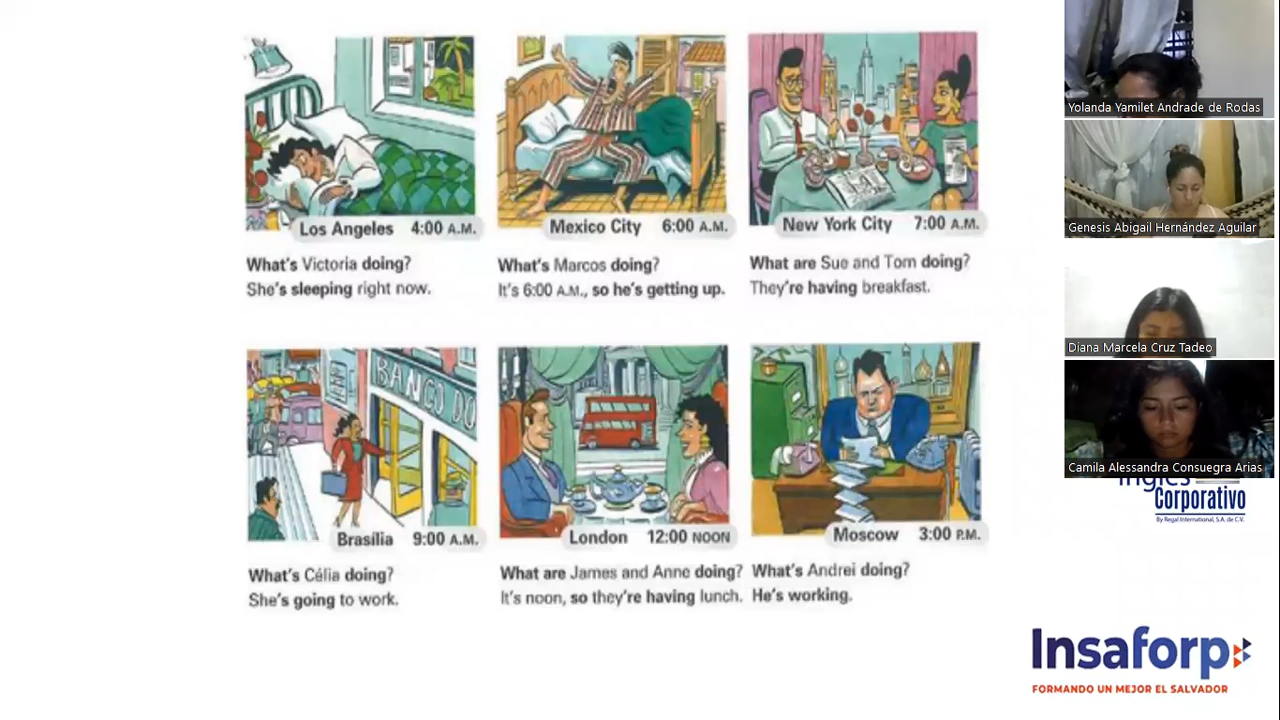 Los Angeles 4:00 A.M.
What's Victoria doing?
She's sleeping right now.
Mexico City 6:00 A.M.
What's Marcos doing?
It's 6:00 A.M., so he's getting up.
New York City 7:00 A.M.
What are Sue and Tom doing?
They're having breakfast.
BANCO DO
Brasília 9:00 A.M.
What's Célia doing?
She's going to work.
London 12:00 NOON
What are James and Anne doing?
It's noon, so they're having lunch.
Moscow 3:00 P.M.
What's Andrei doing?
He's working.
Yolanda Yamilet Andrade de Rodas
Genesis Abigail Hernández Aguilar
Diana Marcela Cruz Tadeo
Camila Alessandra Consuegra Arias
Inglés
Corporativo
By Regal International, S.A. de C.V.
Insaforp
FORMANDO UN MEJOR EL SALVADOR